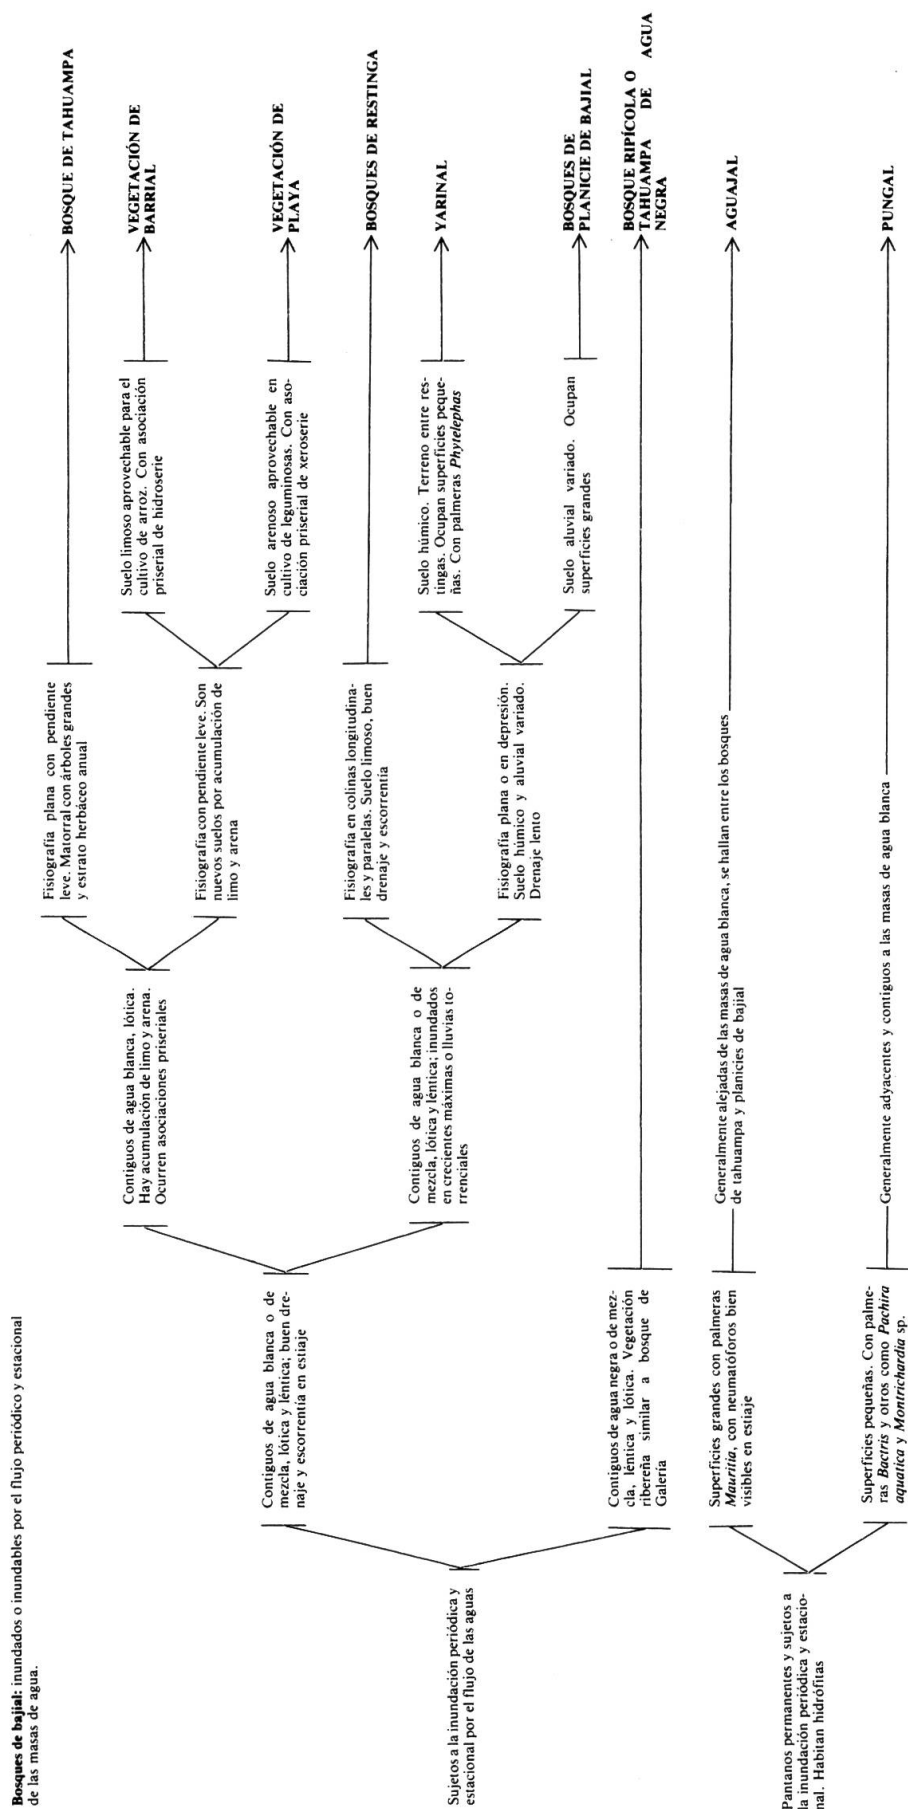 Bosques de bajial: inundados o inundables por el flujo periódico y estacional
de las masas de agua.
Sujetos a la inundación periódica y
estacional por el flujo de las aguas
Contiguos de agua blanca o de
mezcla, lótica y léntica; buen dre-
naje y escorrentía en estiaje
Contiguos de agua blanca, lótica.
Hay acumulación de limo y arena.
Ocurren asociaciones priseriales
Fisiografía plana con pendiente
leve. Matorral con árboles grandes
y estrato herbáceo anual
BOSQUE DE TAHUAMPA
Fisiografía con pendiente leve. Son
nuevos suelos por acumulación de
limo y arena
Suelo limoso aprovechable para el
cultivo de arroz. Con asociación
priserial de hidroserie
VEGETACIÓN DE
BARRIAL
Suelo arenoso aprovechable en
cultivo de leguminosas. Con aso-
ciación priserial de xeroserie
VEGETACIÓN DE
PLAYA
Contiguos de agua blanca o de
mezcla, lótica y léntica; inundados
en crecientes máximas o lluvias to-
rrenciales
Fisiografía en colinas longitudina-
les y paralelas. Suelo limoso, buen
drenaje y escorrentía
BOSQUES DE RESTINGA
Fisiografía plana o en depresión.
Suelo húmico y aluvial variado.
Drenaje lento
Suelo húmico. Terreno entre res-
tingas. Ocupan superficies peque-
ñas. Con palmeras Phytelephas
YARINAL
Suelo aluvial variado. Ocupan
superficies grandes
BOSQUES DE
PLANICIE DE BAJIAL
Contiguos de agua negra o de mez-
cla, léntica y lótica. Vegetación
ribereña similar a bosque de
Galería
BOSQUE RIPÍCOLA O
TAHUAMPA DE AGUA
NEGRA
Pantanos permanentes y sujetos a
la inundación periódica y estacio-
nal. Habitan hidrófitas
Superficies grandes con palmeras
Mauritia, con neumatóforos bien
visibles en estiaje
Generalmente alejadas de las masas de agua blanca, se hallan entre los bosques
de tahuampa y planicies de bajial
AGUAJAL
Superficies pequeñas. Con palme-
ras Bactris y otros como Pachira
aquatica y Montrichardia sp.
Generalmente adyacentes y contiguos a las masas de agua blanca
PUNGAL